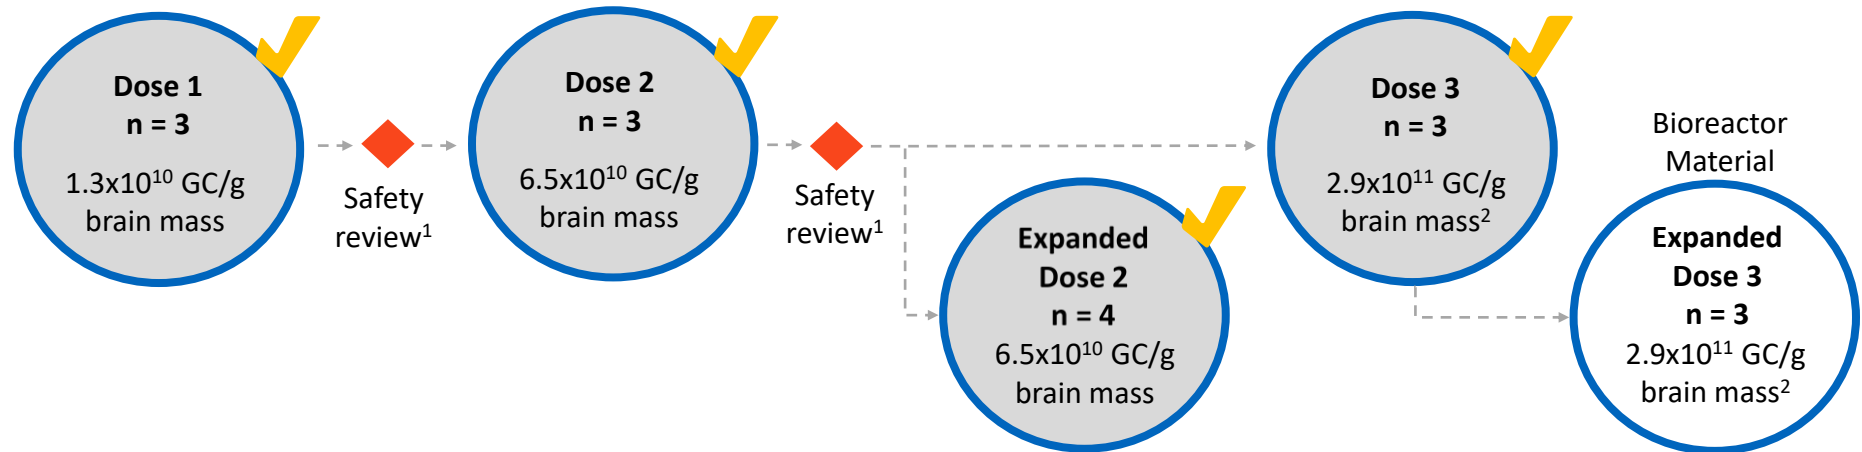 Dose 1
n = 3
1.3x10¹⁰ GC/g
brain mass
Safety
review¹
Dose 2
n = 3
6.5x10¹⁰ GC/g
brain mass
Safety
review¹
Expanded
Dose 2
n = 4
6.5x10¹⁰ GC/g
brain mass
Dose 3
n = 3
2.9x10¹¹ GC/g
brain mass²
Bioreactor
Material
Expanded
Dose 3
n = 3
2.9x10¹¹ GC/g
brain mass²